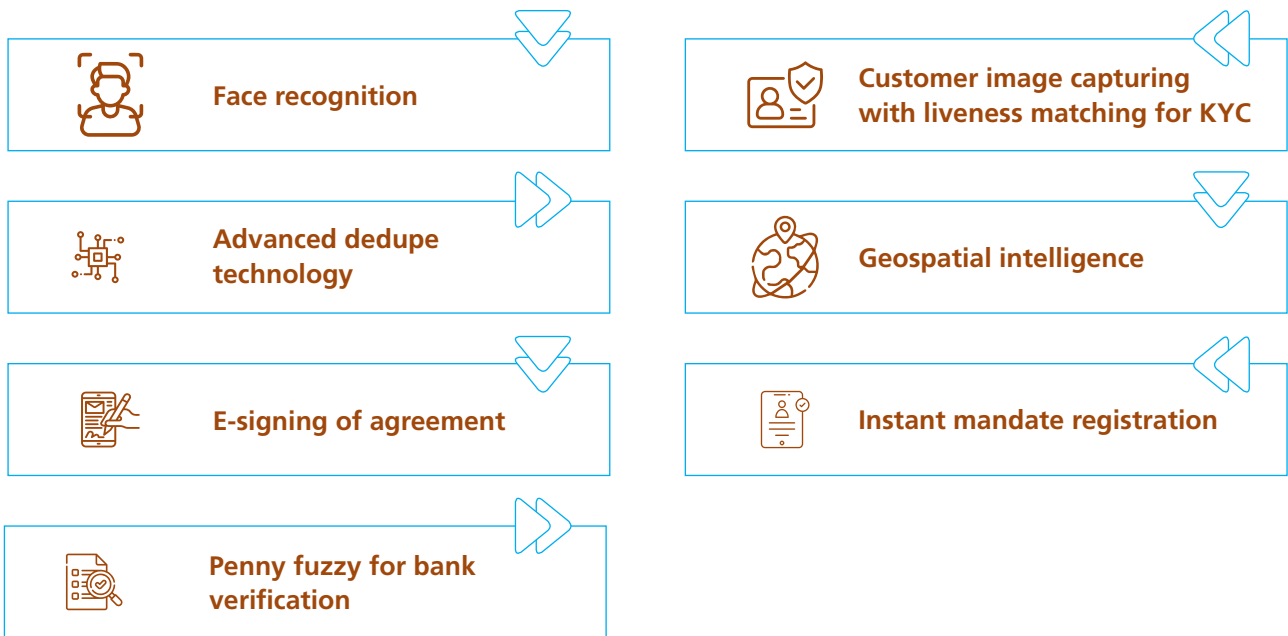 Face recognition
Customer image capturing
with liveness matching for KYC
Advanced dedupe
technology
Geospatial intelligence
E-signing of agreement
Instant mandate registration
Penny fuzzy for bank
verification